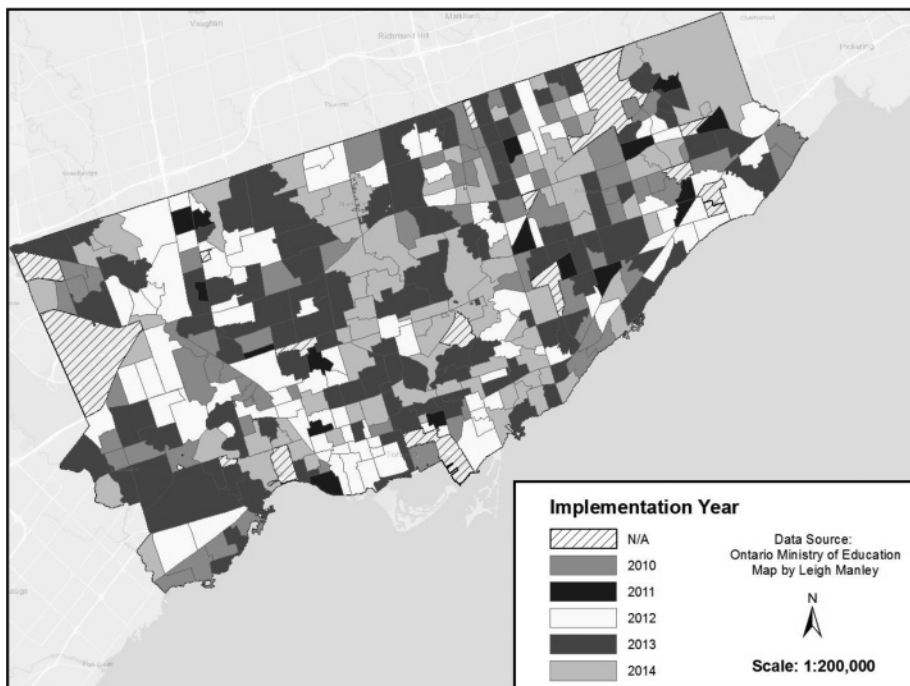 Vaughan
Markham
Richmond Hill
Pickering
Implementation Year
N/A
2010
2011
2012
2013
2014
Data Source:
Ontario Ministry of Education
Map by Leigh Manley
N
Scale: 1:200,000